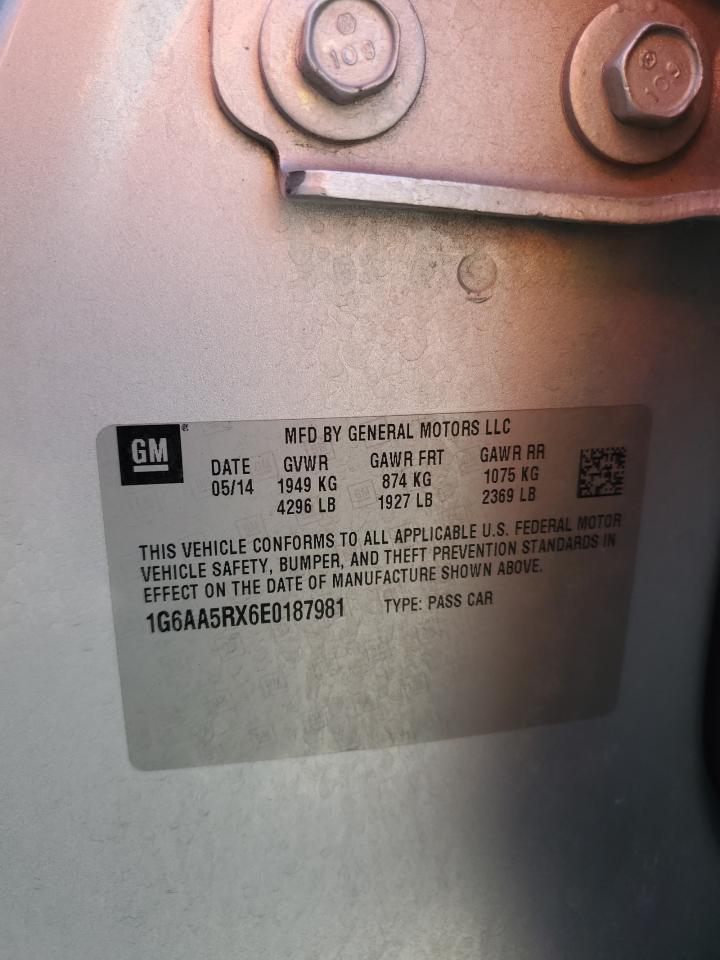 109
109
GM
MFD BY GENERAL MOTORS LLC
DATE GVWR GAWR FRT GAWR RR
05/14 1949 KG 874 KG 1075 KG
4296 LB 1927 LB 2369 LB
THIS VEHICLE CONFORMS TO ALL APPLICABLE U.S. FEDERAL MOTOR
VEHICLE SAFETY, BUMPER, AND THEFT PREVENTION STANDARDS IN
EFFECT ON THE DATE OF MANUFACTURE SHOWN ABOVE.
1G6AA5RX6E0187981 TYPE: PASS CAR